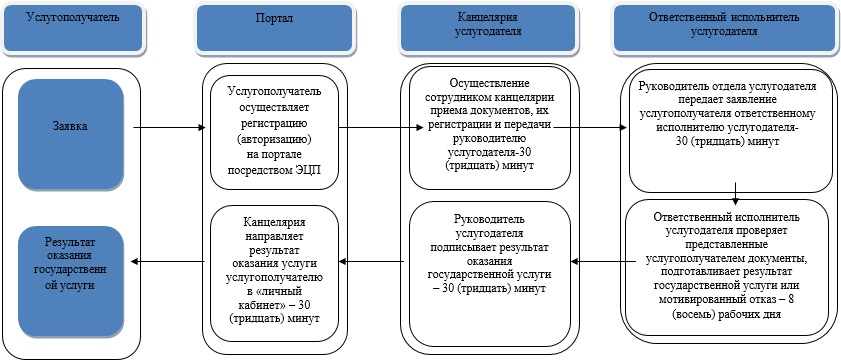 Услугополучатель
Портал
Канцелярия
услугодателя
Ответственный исполньитель
услугодателя
Заявка
Услугополучатель
осуществляет
регистрацию
(авторизацию)
на портале
посредством ЭЦП
Осуществление
сотрудником канцелярии
приема документов, их
регистрации и передачи
руководителю
услугодателя-30
(тридцать) минут
Руководитель отдела услугодателя
передает заявление
услугополучателя ответственному
исполнителю услугодателя-
30 (тридцать) минут
Результат
оказания
государственн
ой услуги
Канцелярия
направляет
результат
оказания услуги
услугополучателю
в «личный
кабинет» – 30
(тридцать) минут
Руководитель
услугодателя
подписывает результат
оказания
государственной услуги
– 30 (тридцать) минут
Ответственный исполнитель
услугодателя проверяет
представленные
услугополучателем документы,
подготавливает результат
государственной услуги или
мотивированный отказ – 8
(восемь) рабочих дня